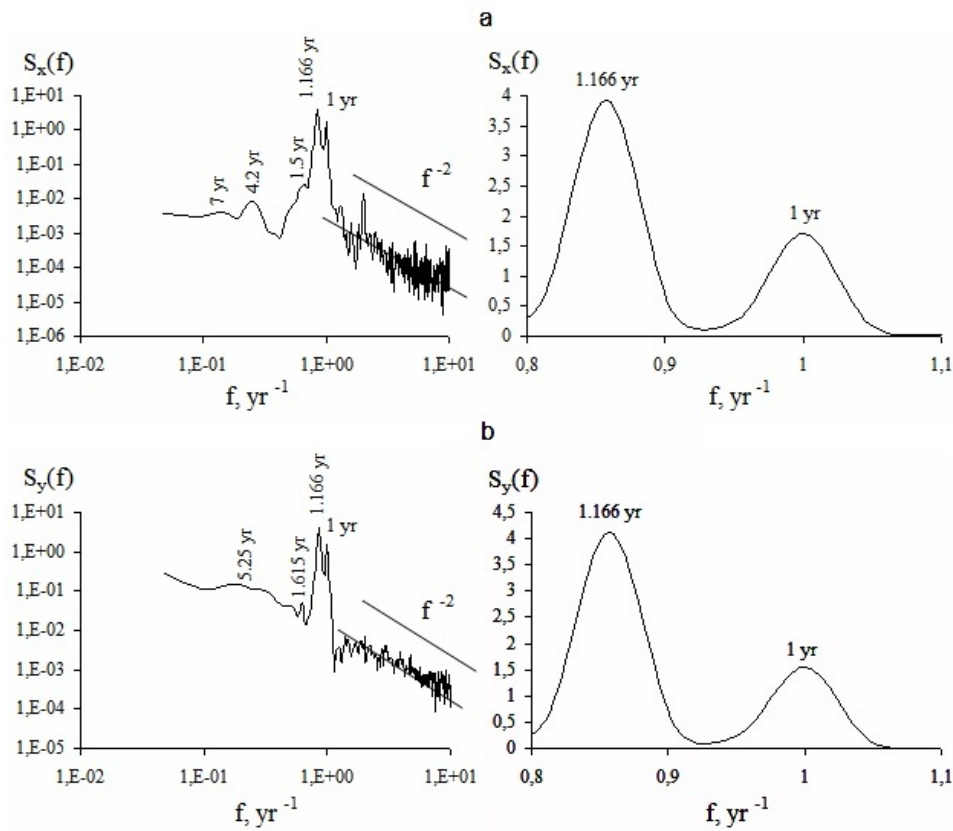 a
S_x(f)
1,E+01
1,E+00
1,E-01
1,E-02
1,E-03
1,E-04
1,E-05
1,E-06
7 yr
4.2 yr
1.5 yr
1.166 yr
1 yr
f ⁻²
1,E-02
1,E-01
1,E+00
1,E+01
f, yr ⁻¹
S_x(f)
4
3,5
3
2,5
2
1,5
1
0,5
0
1.166 yr
1 yr
0,8
0,9
1
1,1
f, yr ⁻¹
b
S_y(f)
1,E+01
1,E+00
1,E-01
1,E-02
1,E-03
1,E-04
1,E-05
5.25 yr
1.615 yr
1.166 yr
1 yr
f ⁻²
1,E-02
1,E-01
1,E+00
1,E+01
f, yr ⁻¹
S_y(f)
4,5
4
3,5
3
2,5
2
1,5
1
0,5
0
1.166 yr
1 yr
0,8
0,9
1
1,1
f, yr ⁻¹